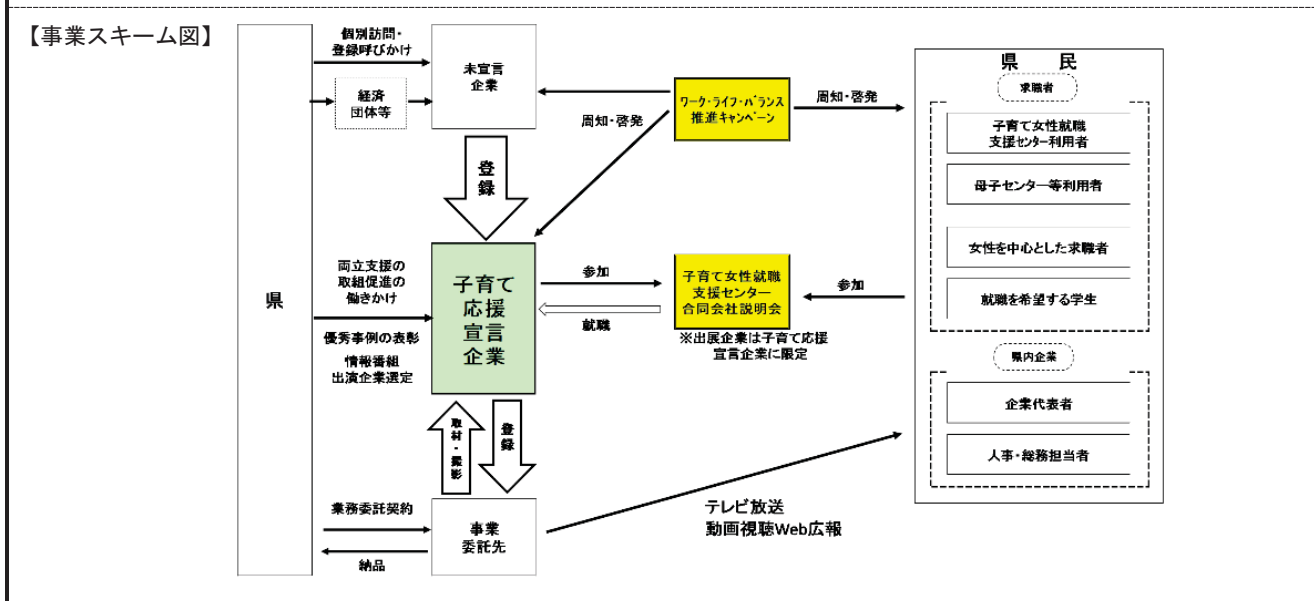 【事業スキーム図】
県
個別訪問・
登録呼びかけ
経済
団体等
未宣言
企業
登録
周知・啓発
ワーク・ライフ・バランス
推進キャンペーン
周知・啓発
両立支援の
取組促進の
働きかけ
優秀事例の表彰
情報番組
出演企業選定
子育て
応援
宣言
企業
参加
就職
子育て女性就職
支援センター
合同会社説明会
※出展企業は子育て応援
宣言企業に限定
参加
取材・撮影
登録
業務委託契約
納品
事業
委託先
テレビ放送
動画視聴Web広報
県 民
求職者
子育て女性就職
支援センター利用者
母子センター等利用者
女性を中心とした求職者
就職を希望する学生
県内企業
企業代表者
人事・総務担当者